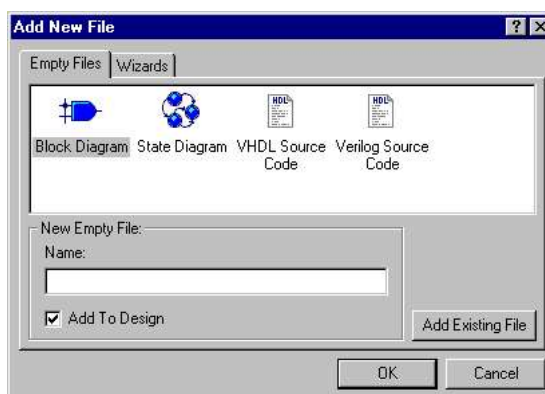 Add New File
Empty Files Wizards
HDL HDL
Block Diagram State Diagram VHDL Source Verilog Source
Code Code
New Empty File:
Name:
Add To Design
Add Existing File
OK Cancel